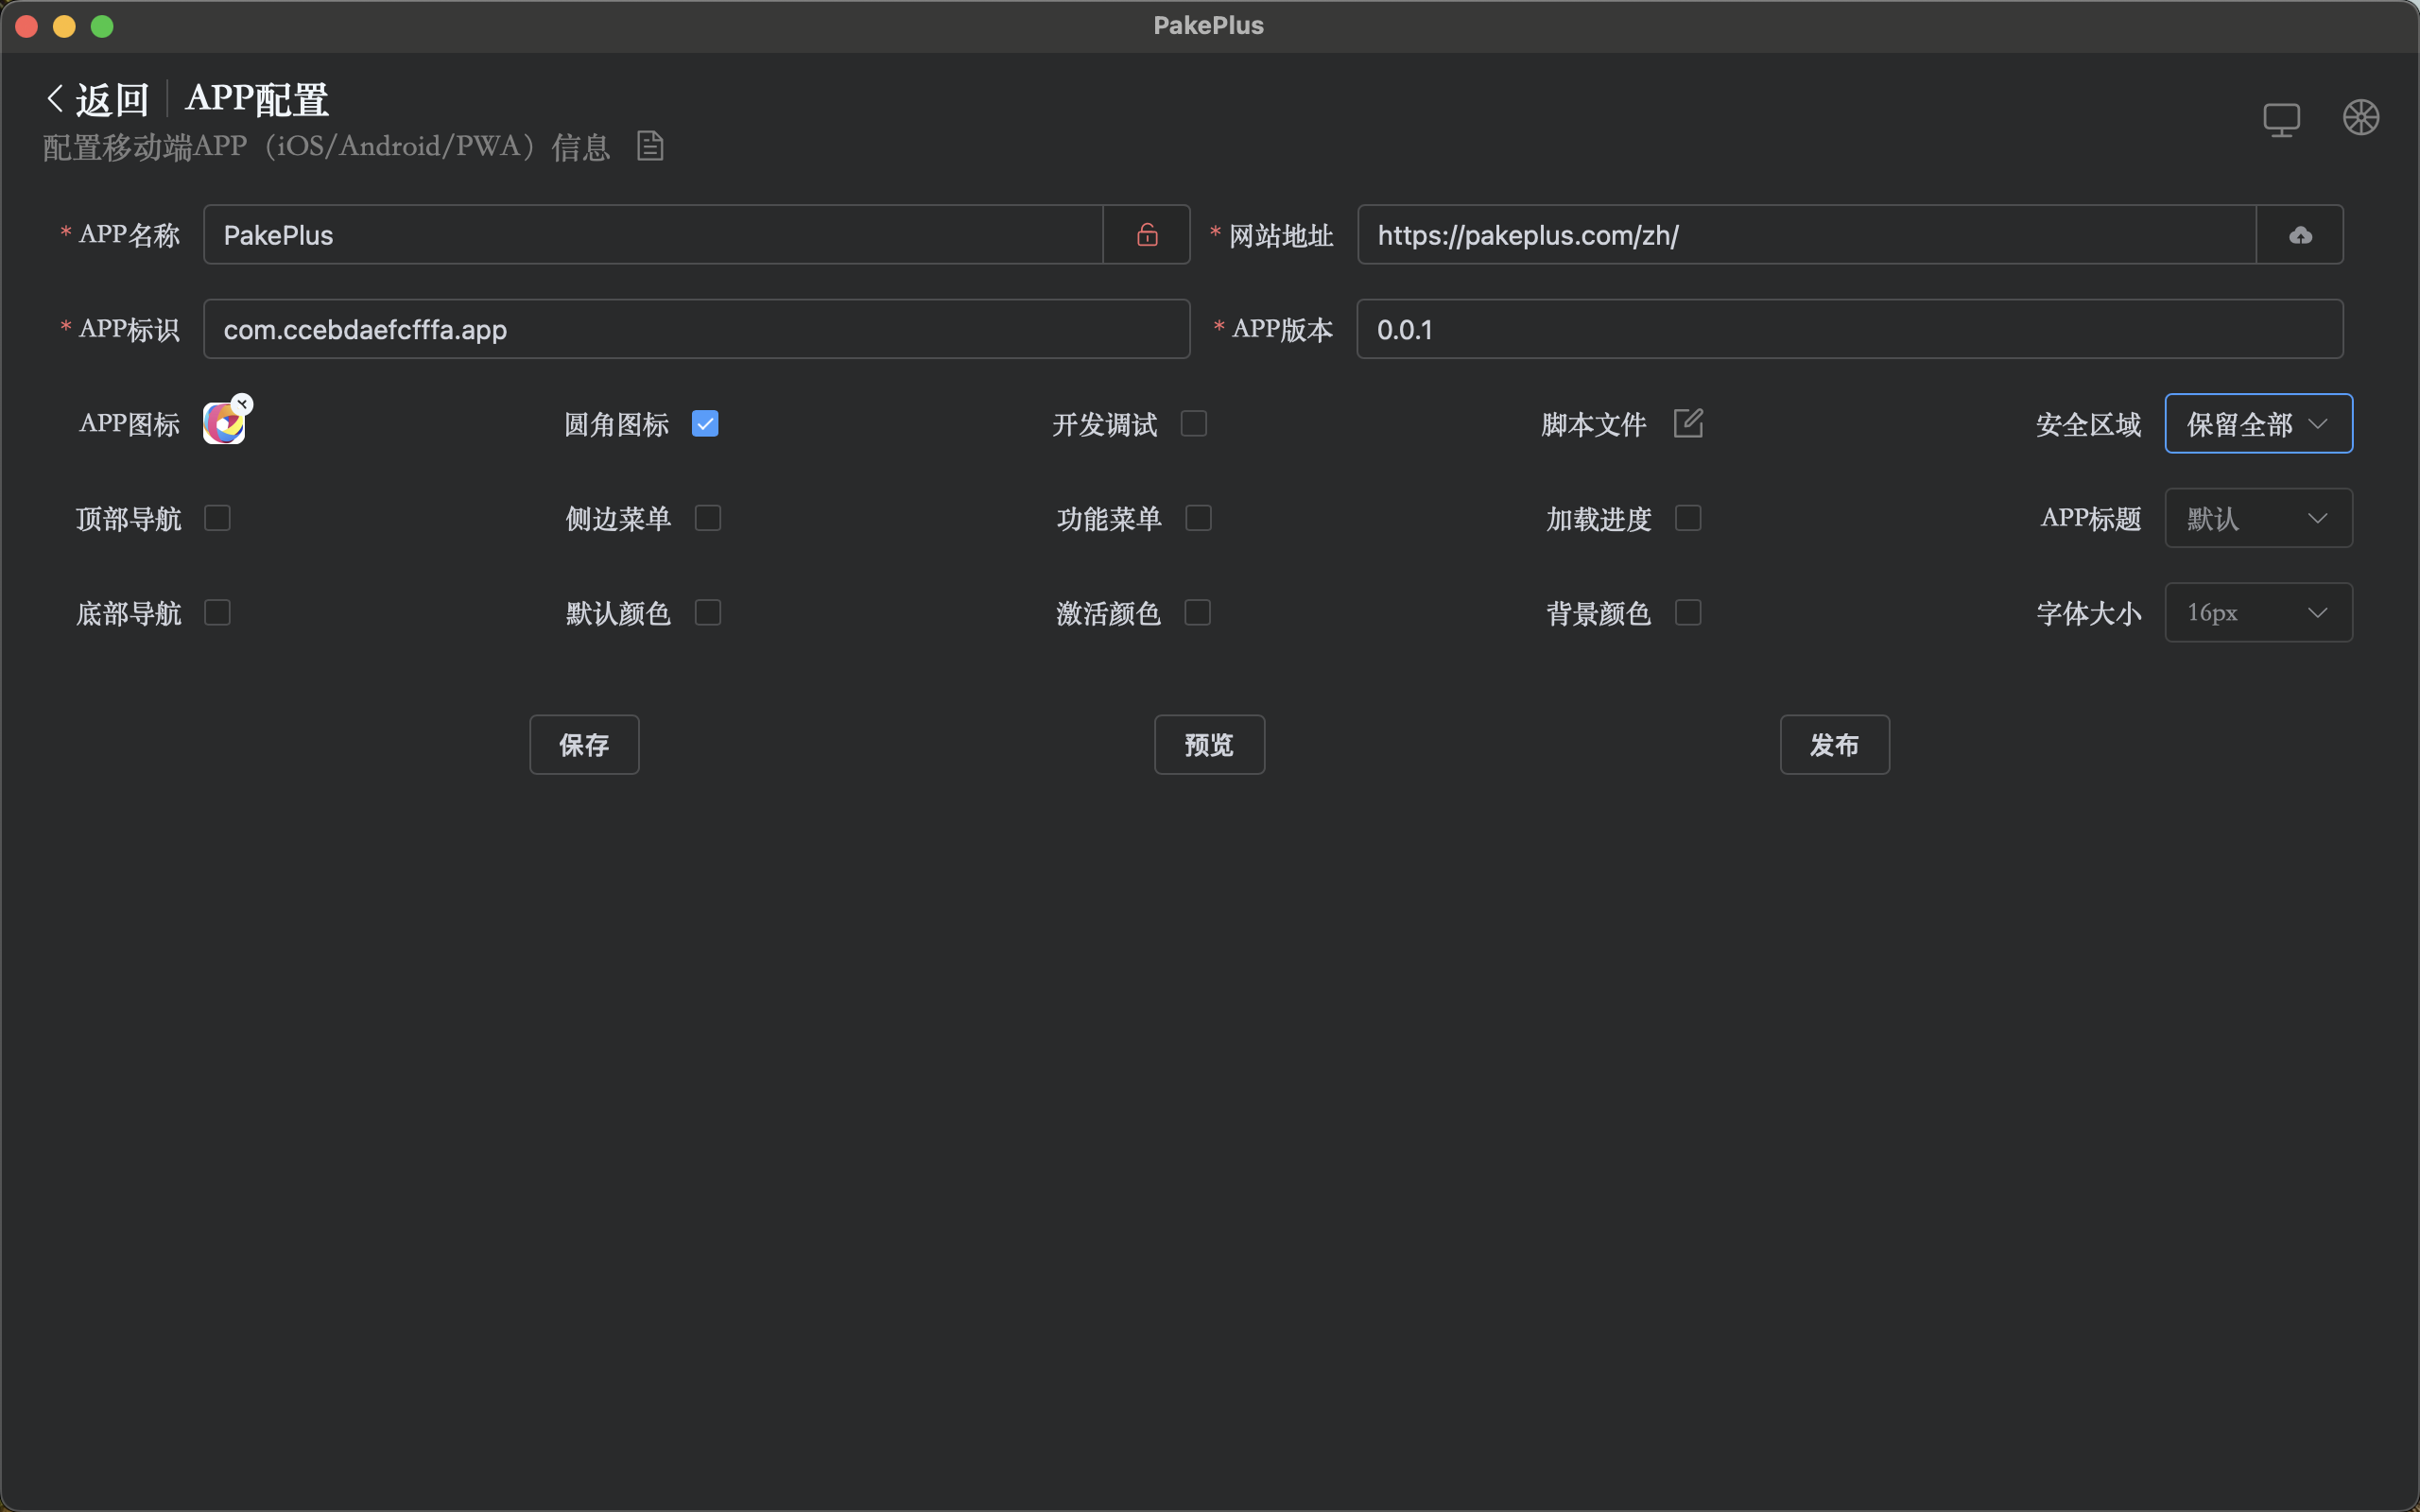 PakePlus
返回 APP配置
配置移动端APP（iOS/Android/PWA）信息
* APP名称 PakePlus * 网站地址 https://pakeplus.com/zh/
* APP标识 com.ccebdaefcfffa.app * APP版本 0.0.1
APP图标 圆角图标 开发调试 脚本文件 安全区域 保留全部
顶部导航 侧边菜单 功能菜单 加载进度 APP标题 默认
底部导航 默认颜色 激活颜色 背景颜色 字体大小 16px
保存 预览 发布